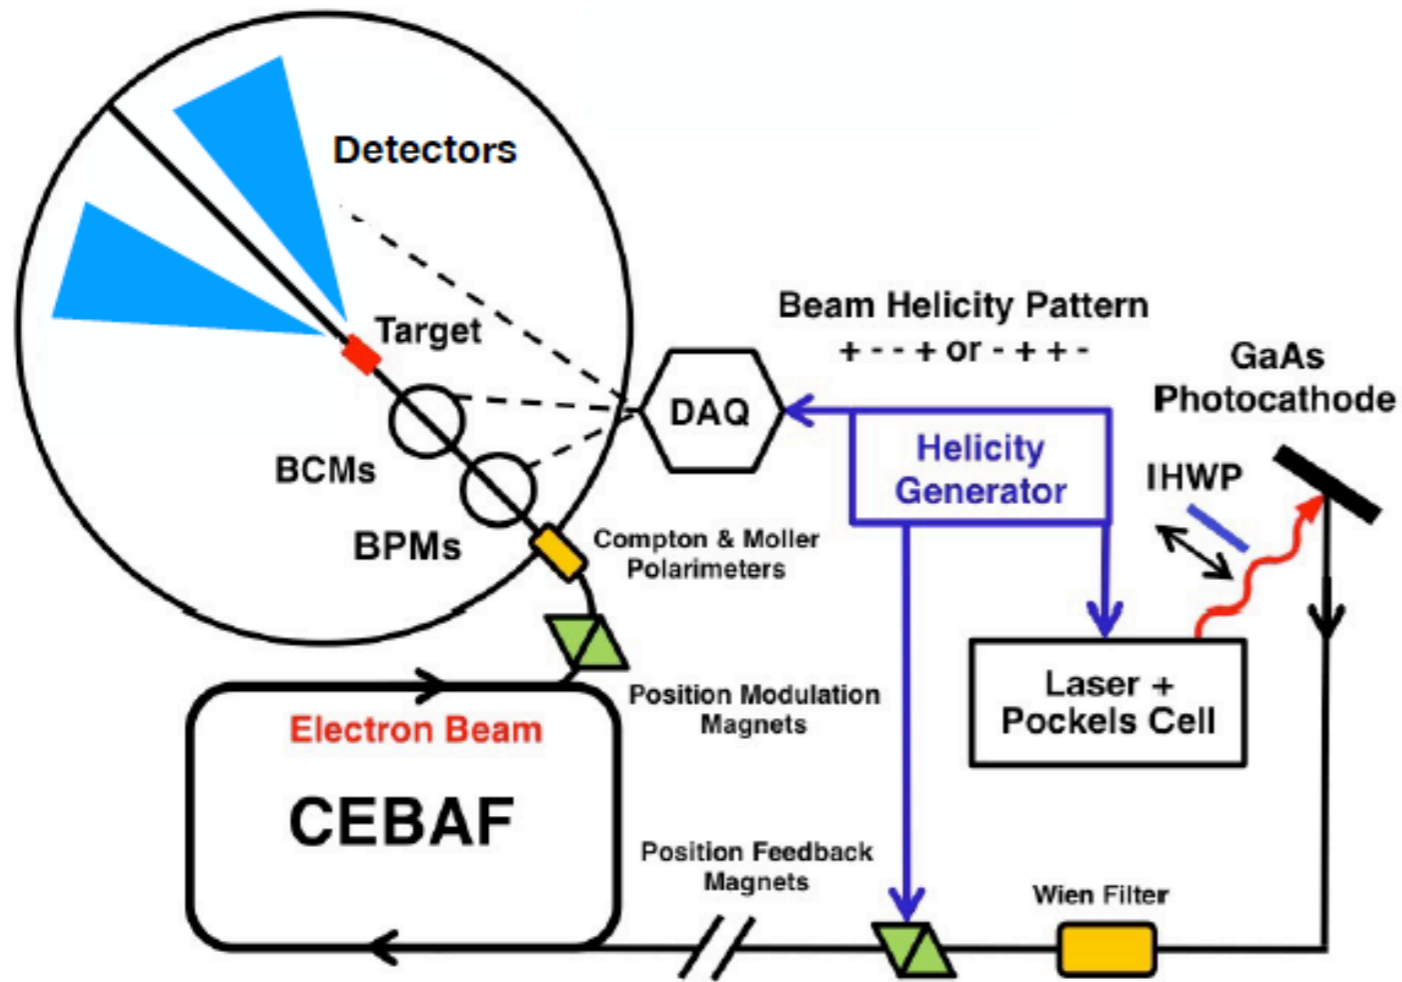 Detectors
Target
BCMs
BPMs
DAQ
Beam Helicity Pattern
+ - - + or - + + -
Helicity
Generator
GaAs
Photocathode
IHWP
Compton & Moller
Polarimeters
Laser +
Pockels Cell
Position Modulation
Magnets
Electron Beam
CEBAF
Position Feedback
Magnets
Wien Filter